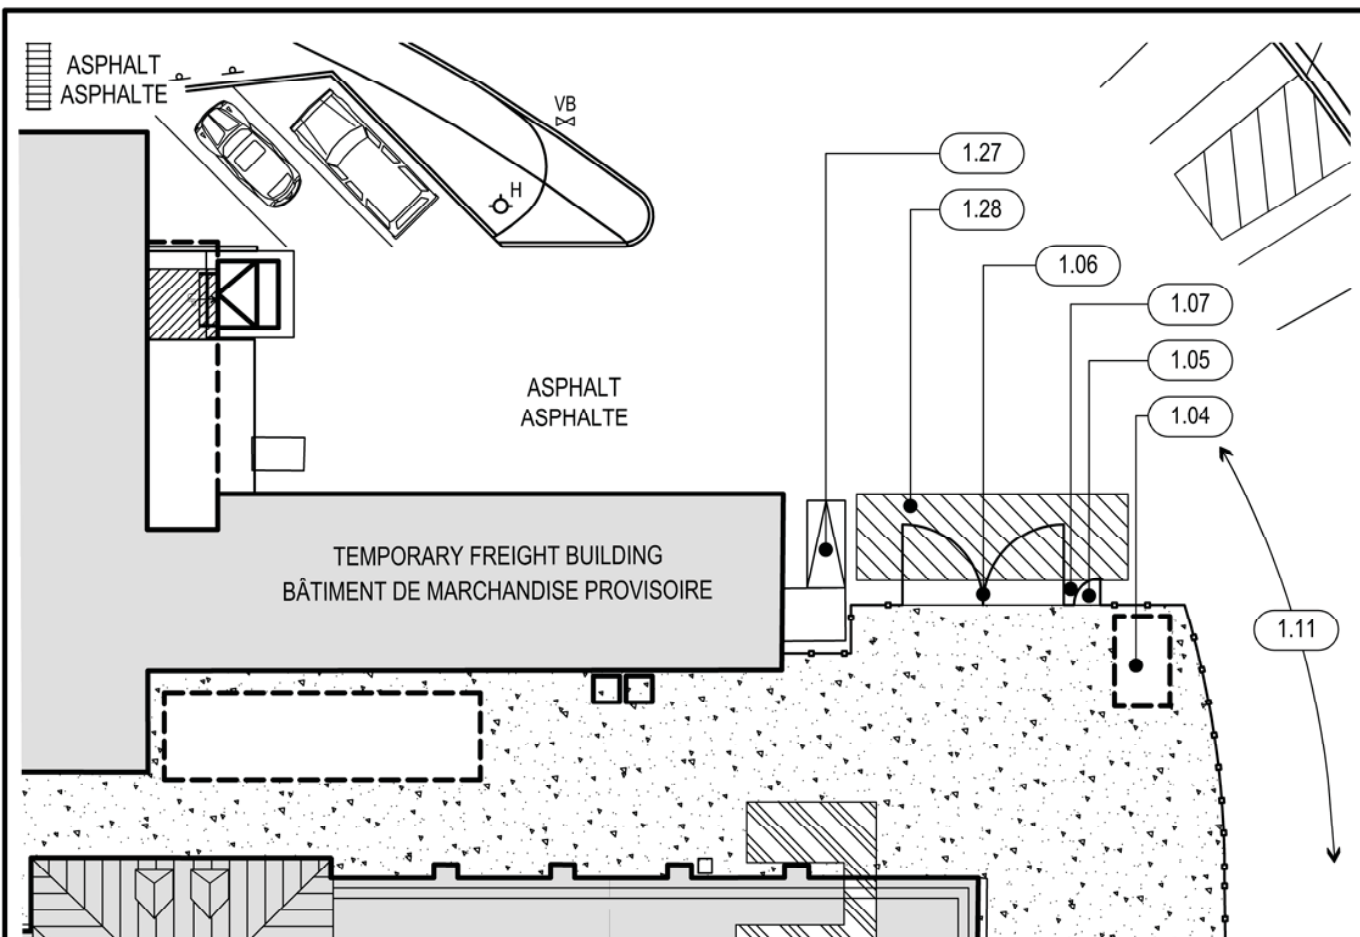 ASPHALT
ASPHALTE
VB
H
1.27
1.28
1.06
1.07
1.05
1.04
ASPHALT
ASPHALTE
TEMPORARY FREIGHT BUILDING
BÂTIMENT DE MARCHANDISE PROVISOIRE
1.11